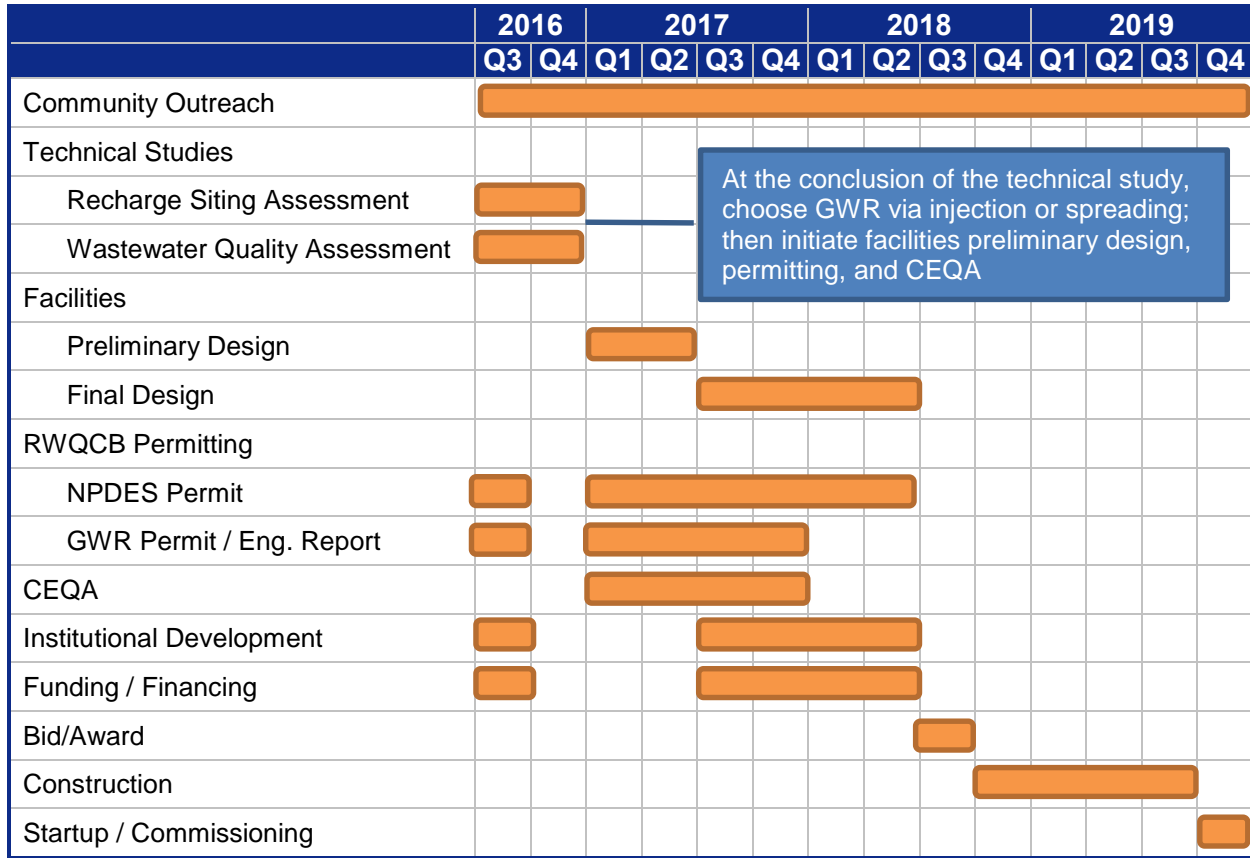 2016 2017 2018 2019
Q3 Q4 Q1 Q2 Q3 Q4 Q1 Q2 Q3 Q4 Q1 Q2 Q3 Q4
Community Outreach
Technical Studies
Recharge Siting Assessment
Wastewater Quality Assessment
At the conclusion of the technical study,
choose GWR via injection or spreading;
then initiate facilities preliminary design,
permitting, and CEQA
Facilities
Preliminary Design
Final Design
RWQCB Permitting
NPDES Permit
GWR Permit / Eng. Report
CEQA
Institutional Development
Funding / Financing
Bid/Award
Construction
Startup / Commissioning